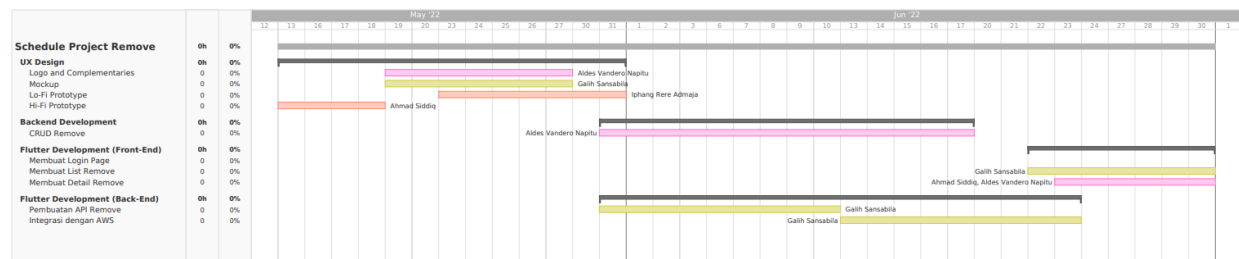 May '22 Jun '22
12 13 16 17 18 19 20 23 24 25 26 27 30 31 1 2 3 6 7 8 9 10 13 14 15 16 17 20 21 22 23 24 27 28 29 30 1
Schedule Project Remove 0h 0%
UX Design 0h 0%
Logo and Complementaries 0 0% Aldes Vandero Napitu
Mockup 0 0% Galih Sansabila
Lo-Fi Prototype 0 0% Iphang Rere Admaja
Hi-Fi Prototype 0 0% Ahmad Siddiq
Backend Development 0h 0%
CRUD Remove 0 0% Aldes Vandero Napitu
Flutter Development (Front-End) 0h 0%
Membuat Login Page 0 0%
Membuat List Remove 0 0% Galih Sansabila
Membuat Detail Remove 0 0% Ahmad Siddiq, Aldes Vandero Napitu
Flutter Development (Back-End) 0h 0%
Pembuatan API Remove 0 0% Galih Sansabila
Integrasi dengan AWS 0 0% Galih Sansabila